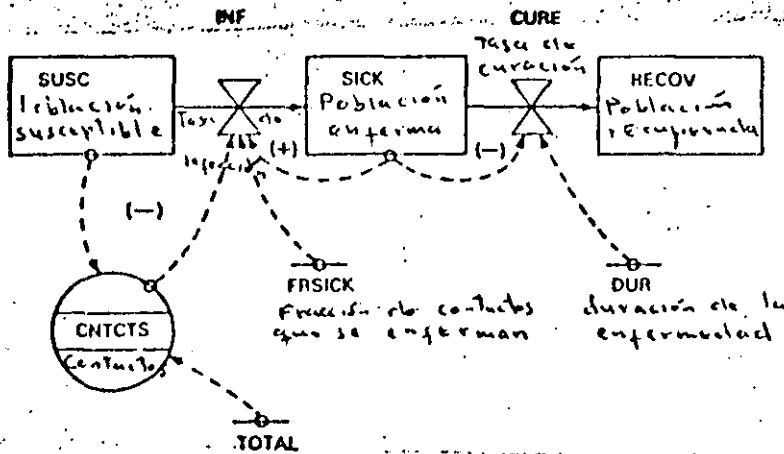 INF
CURE
Tasa de
curación
SUSC
Población
susceptible
Tasa de
infección
SICK
Población
enferma
RECOV
Población
recuperada
(+)
(−)
(−)
FRSICK
Fracción de contactos
que se enferman
DUR
duración de la
enfermedad
CNTCTS
Contactos
TOTAL